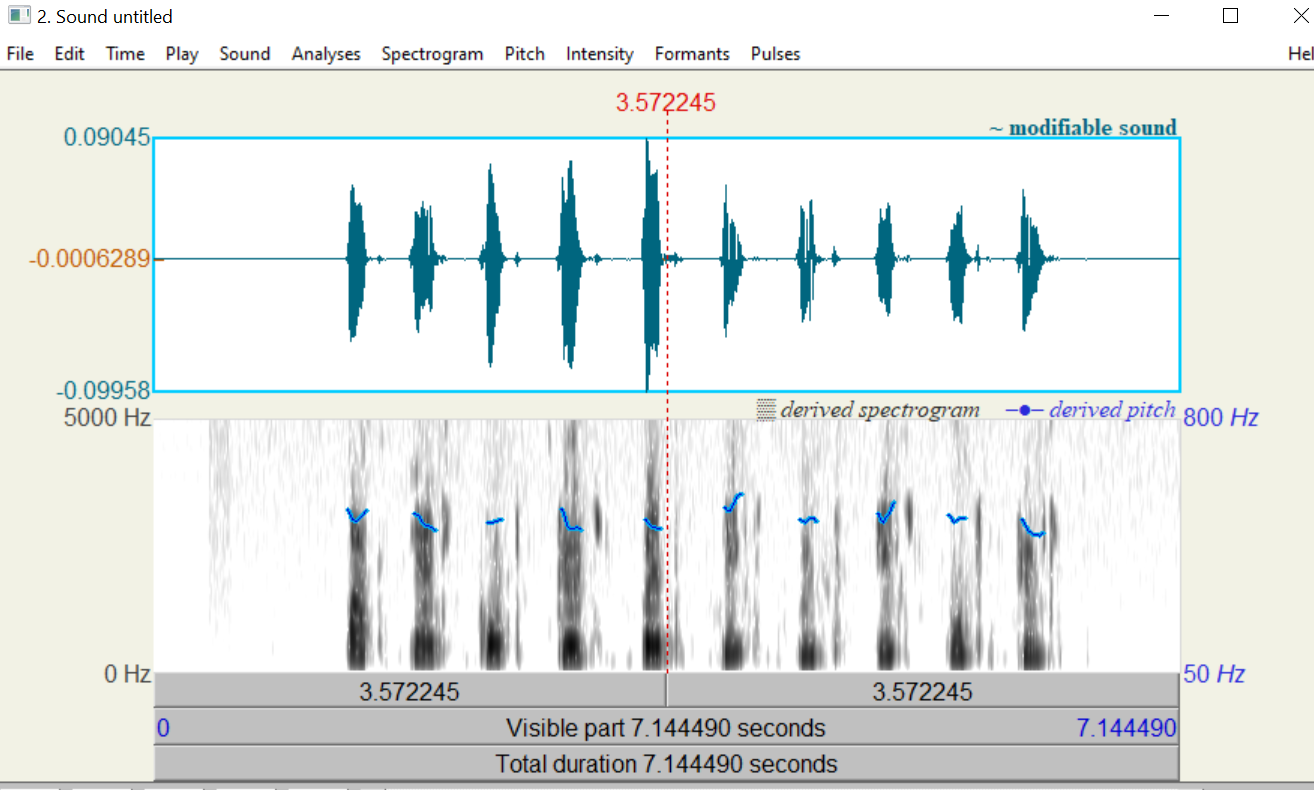 2. Sound untitled
File Edit Time Play Sound Analyses Spectrogram Pitch Intensity Formants Pulses Hel
3.572245
0.09045
~ modifiable sound
-0.0006289
-0.09958
5000 Hz
derived spectrogram
derived pitch
800 Hz
0 Hz
50 Hz
3.572245 3.572245
0 Visible part 7.144490 seconds 7.144490
Total duration 7.144490 seconds